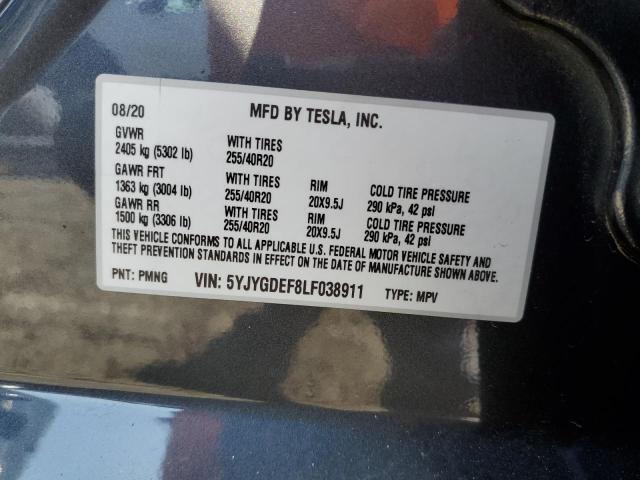 08/20 MFD BY TESLA, INC.
GVWR WITH TIRES
2405 kg (5302 lb) 255/40R20
GAWR FRT WITH TIRES RIM COLD TIRE PRESSURE
1363 kg (3004 lb) 255/40R20 20X9.5J 290 kPa, 42 psi
GAWR RR WITH TIRES RIM COLD TIRE PRESSURE
1500 kg (3306 lb) 255/40R20 20X9.5J 290 kPa, 42 psi
THIS VEHICLE CONFORMS TO ALL APPLICABLE U.S. FEDERAL MOTOR VEHICLE SAFETY AND
THEFT PREVENTION STANDARDS IN EFFECT ON THE DATE OF MANUFACTURE SHOWN ABOVE.
PNT: PMNG VIN: 5YJYGDEF8LF038911 TYPE: MPV